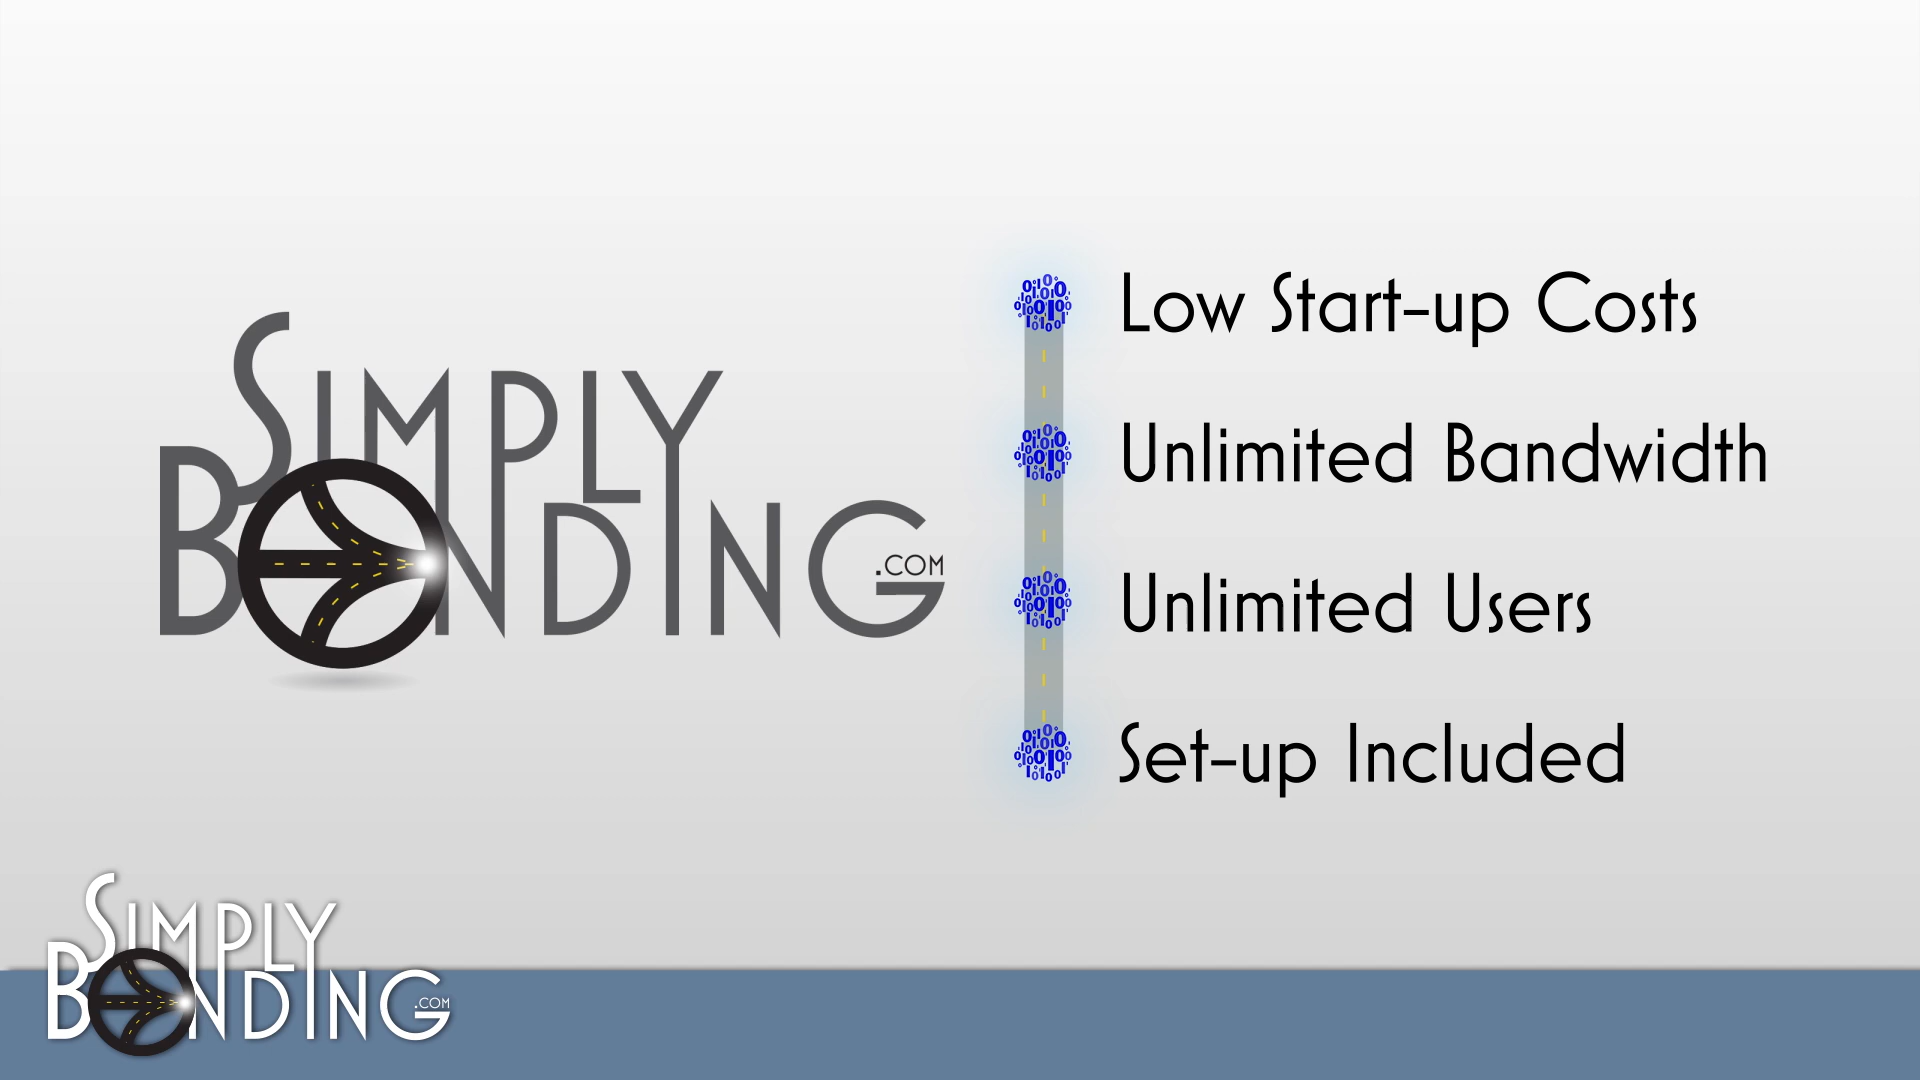 Simply
Bonding
.com
Low Start-up Costs
Unlimited Bandwidth
Unlimited Users
Set-up Included
Simply
Bonding
.com